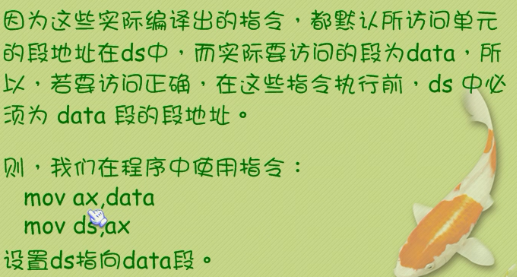 因为这些实际编译出的指令，都默认所访问单元
的段地址在ds中，而实际要访问的段为data，所
以，若要访问正确，在这些指令执行前，ds 中必
须为 data 段的段地址。
则，我们在程序中使用指令：
mov ax,data
mov ds,ax
设置ds指向data段。